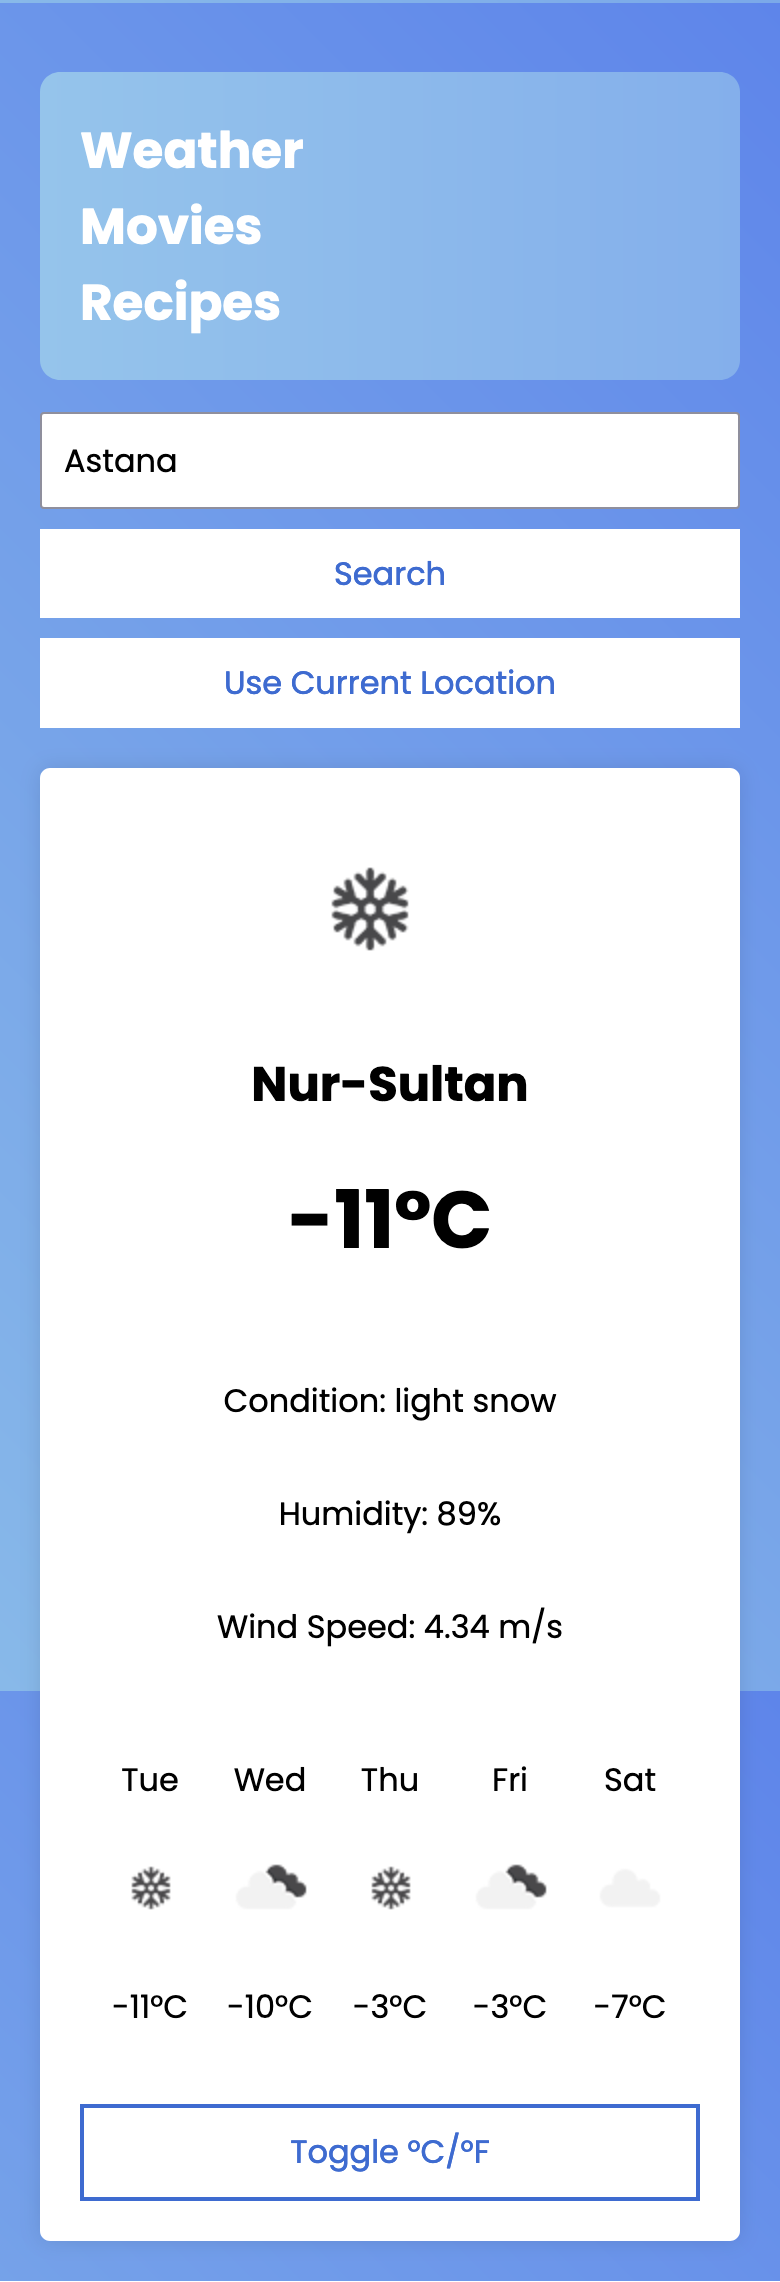 Weather
Movies
Recipes
Astana
Search
Use Current Location
Nur-Sultan
-11°C
Condition: light snow
Humidity: 89%
Wind Speed: 4.34 m/s
Tue Wed Thu Fri Sat
-11°C -10°C -3°C -3°C -7°C
Toggle °C/°F